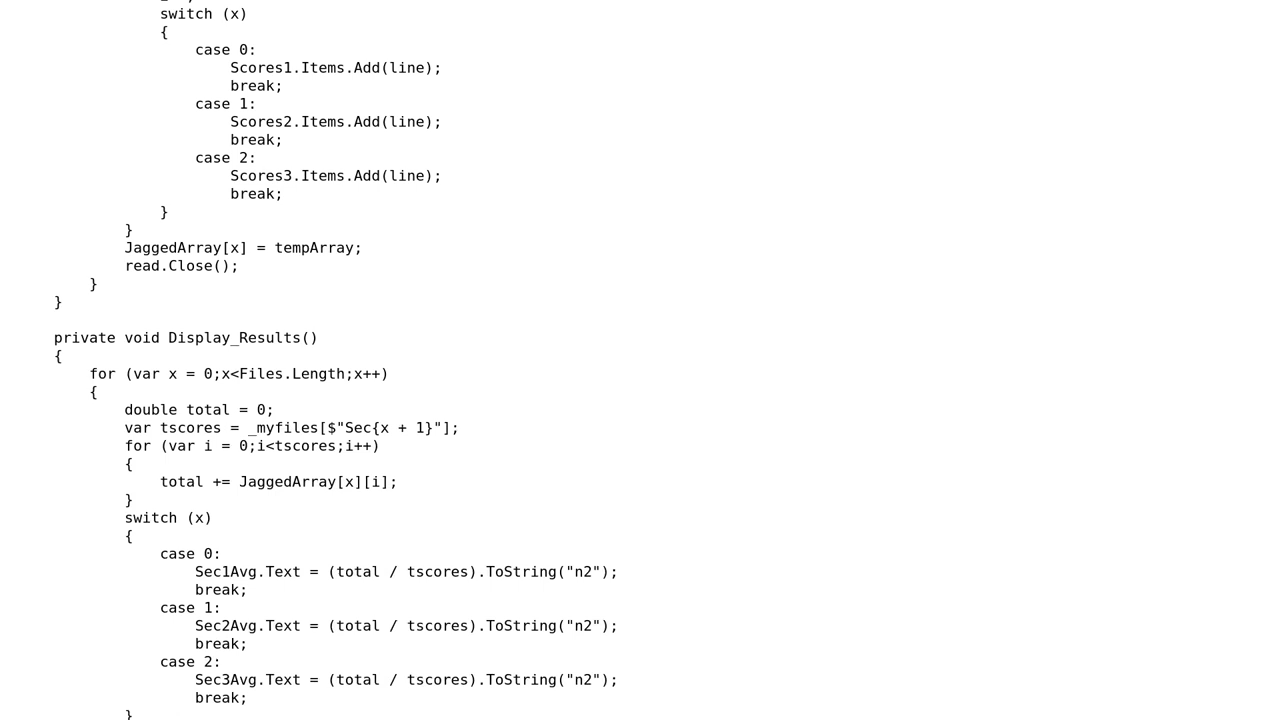 switch (x)
{
case 0:
Scores1.Items.Add(line);
break;
case 1:
Scores2.Items.Add(line);
break;
case 2:
Scores3.Items.Add(line);
break;
}
}
JaggedArray[x] = tempArray;
read.Close();
}
}
private void Display_Results()
{
for (var x = 0;x<Files.Length;x++)
{
double total = 0;
var tscores = _myfiles[$"Sec{x + 1}"];
for (var i = 0;i<tscores;i++)
{
total += JaggedArray[x][i];
}
switch (x)
{
case 0:
Sec1Avg.Text = (total / tscores).ToString("n2");
break;
case 1:
Sec2Avg.Text = (total / tscores).ToString("n2");
break;
case 2:
Sec3Avg.Text = (total / tscores).ToString("n2");
break;
}